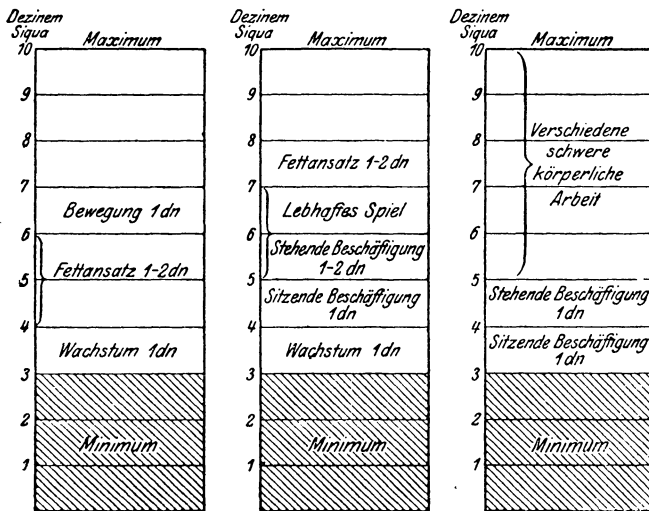 Dezinem
Siqua
Maximum
10
9
8
7
Bewegung 1dn
6
Fettansatz 1-2dn
5
4
Wachstum 1dn
3
2
Minimum
1
Dezinem
Siqua
Maximum
10
9
8
Fettansatz 1-2 dn
7
Lebhaftes Spiel
6
Stehende Beschäftigung
1-2 dn
5
Sitzende Beschäftigung
1dn
4
Wachstum 1dn
3
2
Minimum
1
Dezinem
Siqua
Maximum
10
9
Verschiedene
8
schwere
körperliche
7
Arbeit
6
5
Stehende Beschäftigung
1dn
4
Sitzende Beschäftigung
1dn
3
2
Minimum
1